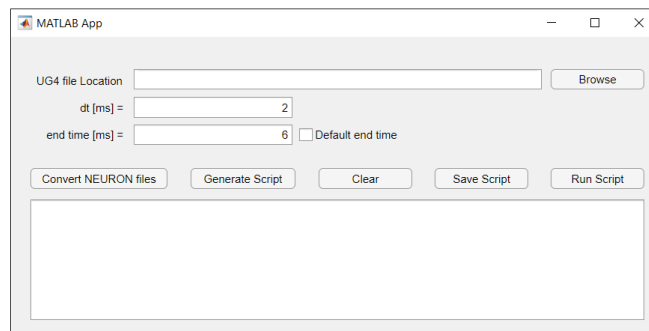 MATLAB App
UG4 file Location
Browse
dt [ms] = 2
end time [ms] = 6 Default end time
Convert NEURON files Generate Script Clear Save Script Run Script